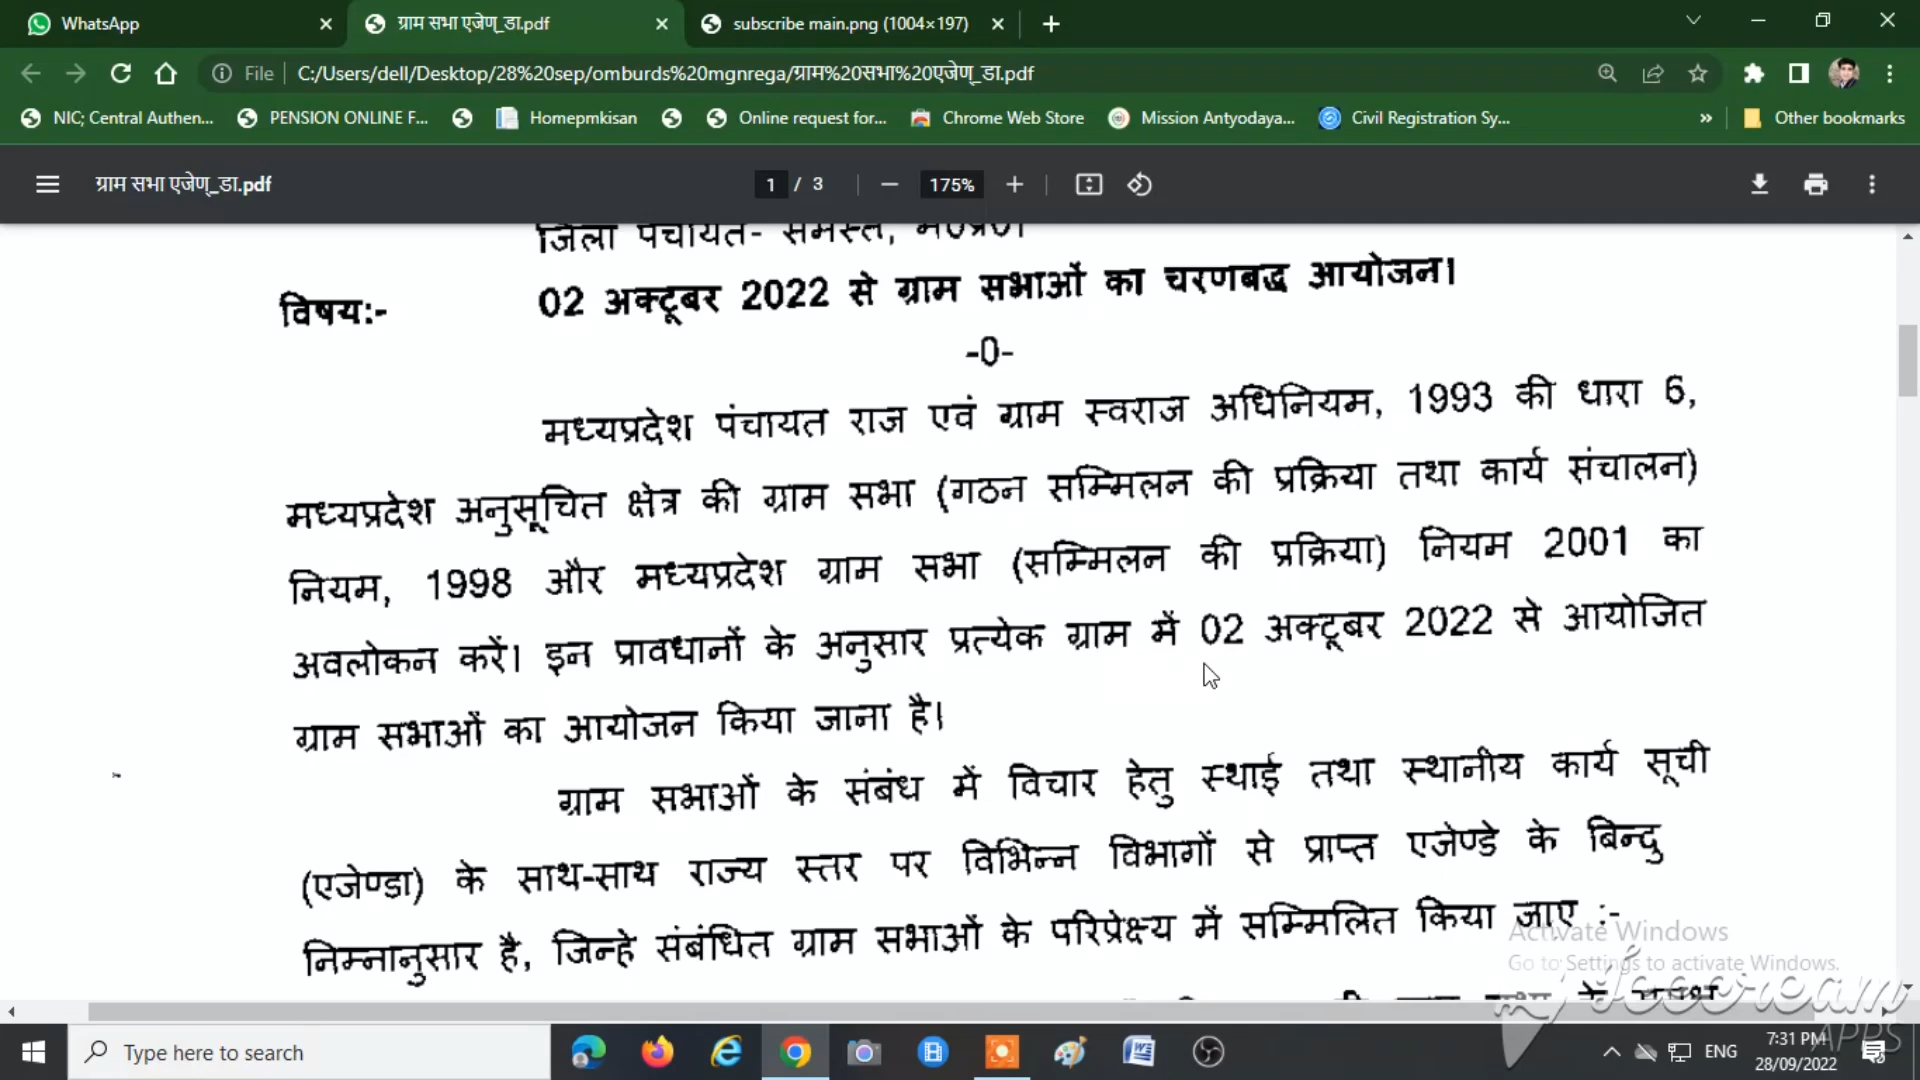 WhatsApp
ग्राम सभा एजेण्_डा.pdf
subscribe main.png (1004×197)
File
C:/Users/dell/Desktop/28%20sep/omburds%20mgnrega/ग्राम%20सभा%20एजेण्_डा.pdf
NIC; Central Authen...
PENSION ONLINE F...
Homepmkisan
Online request for...
Chrome Web Store
Mission Antyodaya...
Civil Registration Sy...
»
Other bookmarks
ग्राम सभा एजेण्_डा.pdf
1 / 3
175%
जिला पंचायत- समस्त, म0प्र0।
विषय:- 02 अक्टूबर 2022 से ग्राम सभाओं का चरणबद्ध आयोजन।
-0-
मध्यप्रदेश पंचायत राज एवं ग्राम स्वराज अधिनियम, 1993 की धारा 6,
मध्यप्रदेश अनुसूचित क्षेत्र की ग्राम सभा (गठन सम्मिलन की प्रक्रिया तथा कार्य संचालन)
नियम, 1998 और मध्यप्रदेश ग्राम सभा (सम्मिलन की प्रक्रिया) नियम 2001 का
अवलोकन करें। इन प्रावधानों के अनुसार प्रत्येक ग्राम में 02 अक्टूबर 2022 से आयोजित
ग्राम सभाओं का आयोजन किया जाना है।
ग्राम सभाओं के संबंध में विचार हेतु स्थाई तथा स्थानीय कार्य सूची
(एजेण्डा) के साथ-साथ राज्य स्तर पर विभिन्न विभागों से प्राप्त एजेण्डे के बिन्दु
निम्नानुसार है, जिन्हे संबंधित ग्राम सभाओं के परिप्रेक्ष्य में सम्मिलित किया जाए :-
Activate Windows
Go to Settings to activate Windows.
APPS
Type here to search
ENG
7:31 PM
28/09/2022